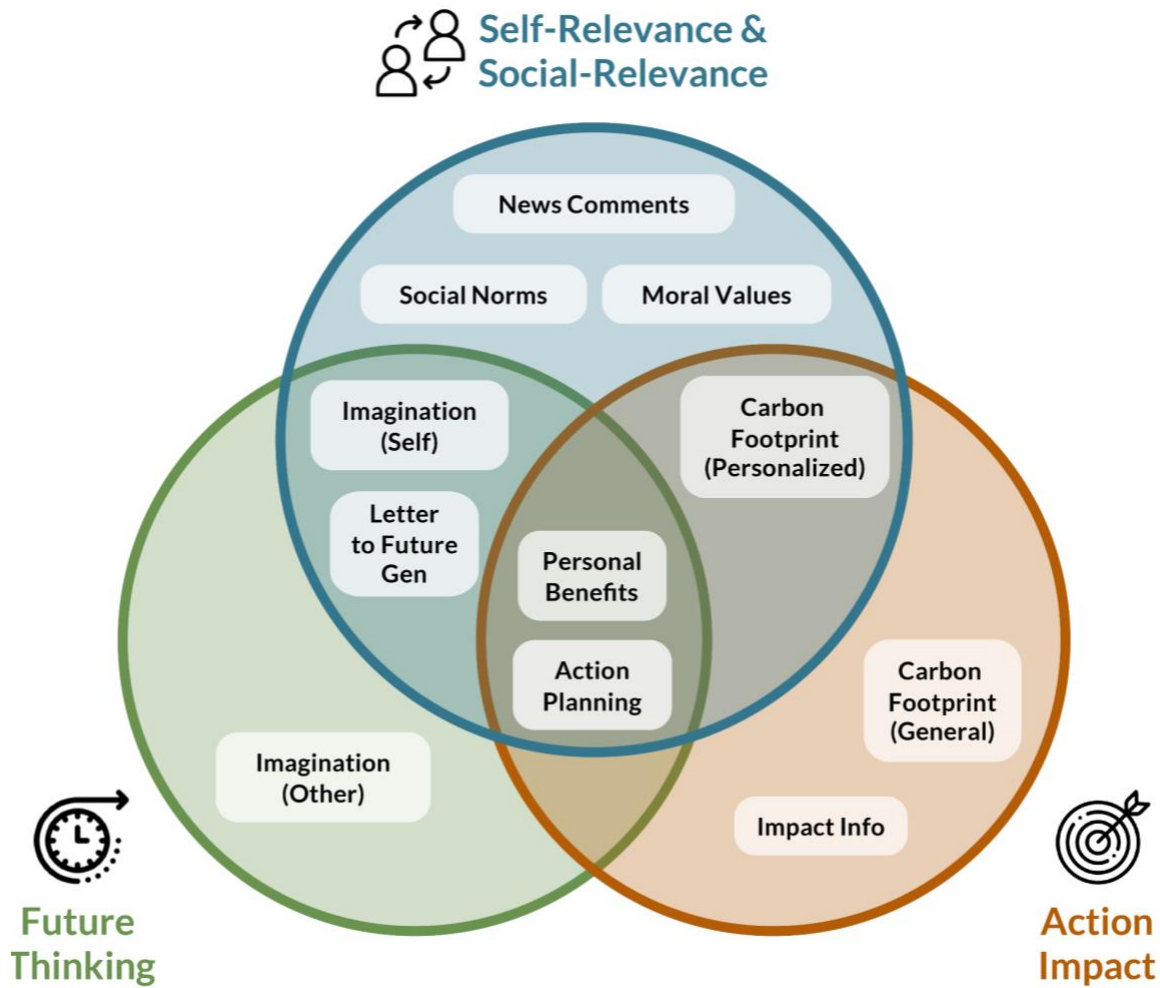 Self-Relevance &
Social-Relevance
News Comments
Social Norms
Moral Values
Imagination
(Self)
Carbon
Footprint
(Personalized)
Letter
to Future
Gen
Personal
Benefits
Action
Planning
Carbon
Footprint
(General)
Imagination
(Other)
Impact Info
Future
Thinking
Action
Impact